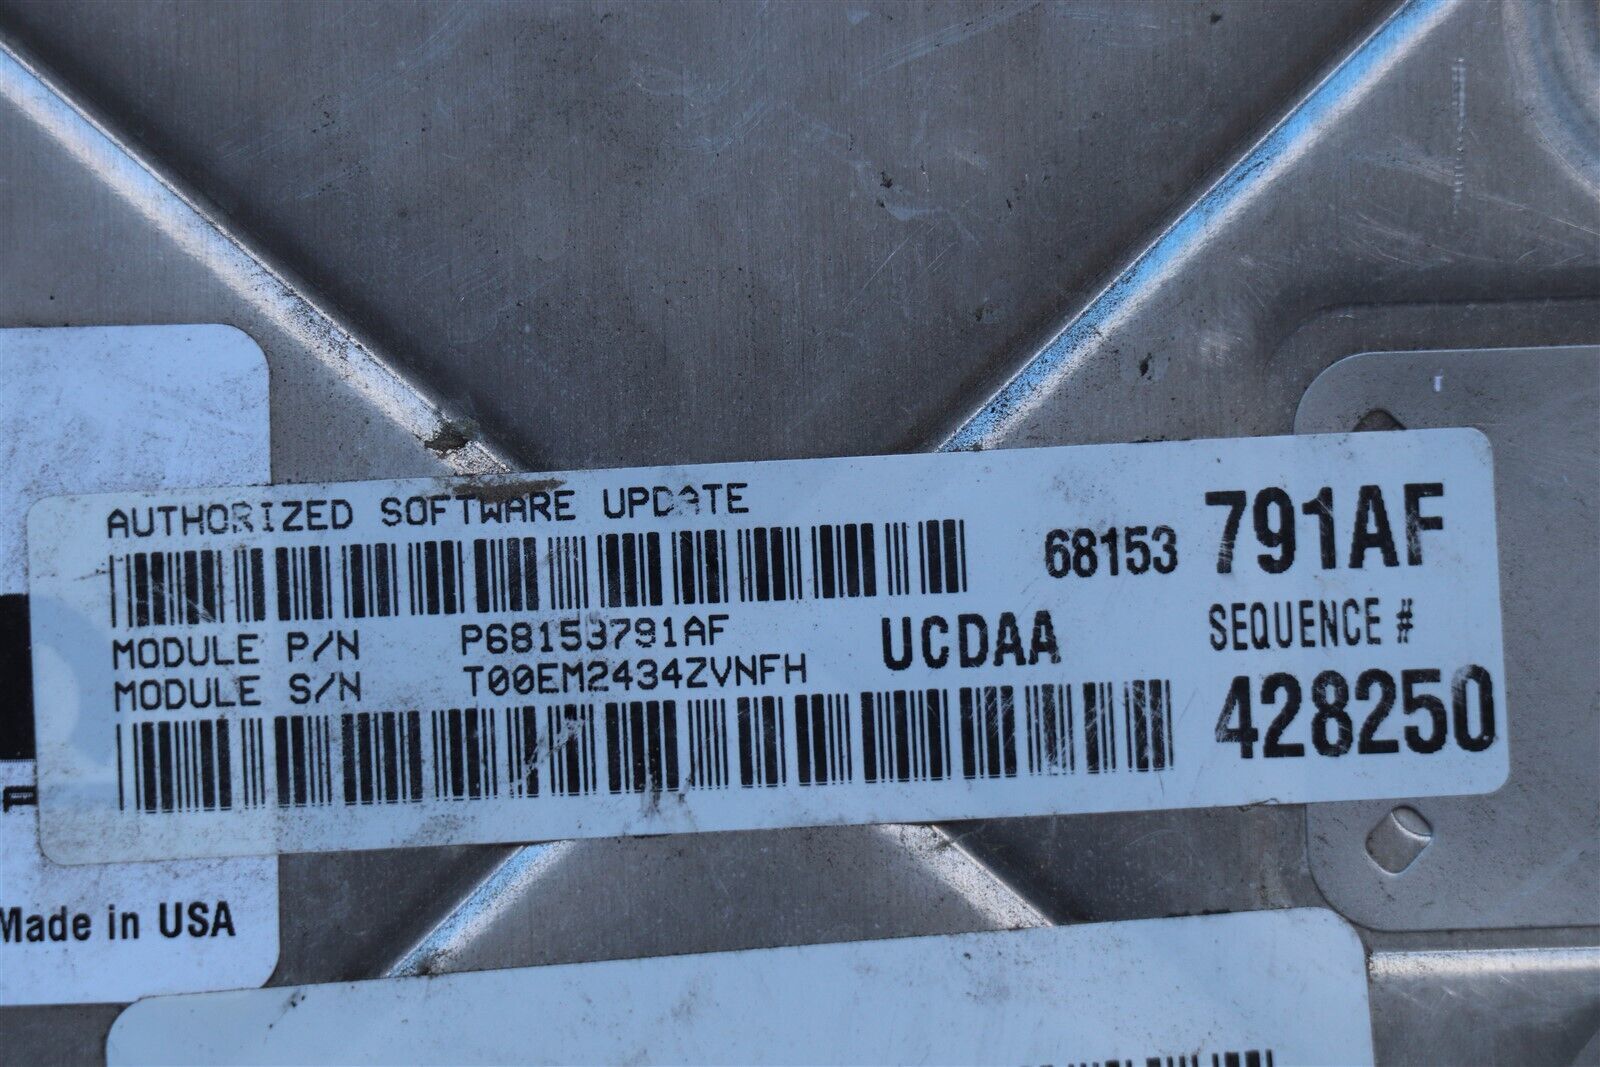 AUTHORIZED SOFTWARE UPDATE
68153 791AF
MODULE P/N P68153791AF
MODULE S/N T00EM2434ZVNFH
UCDAA
SEQUENCE #
428250
Made in USA